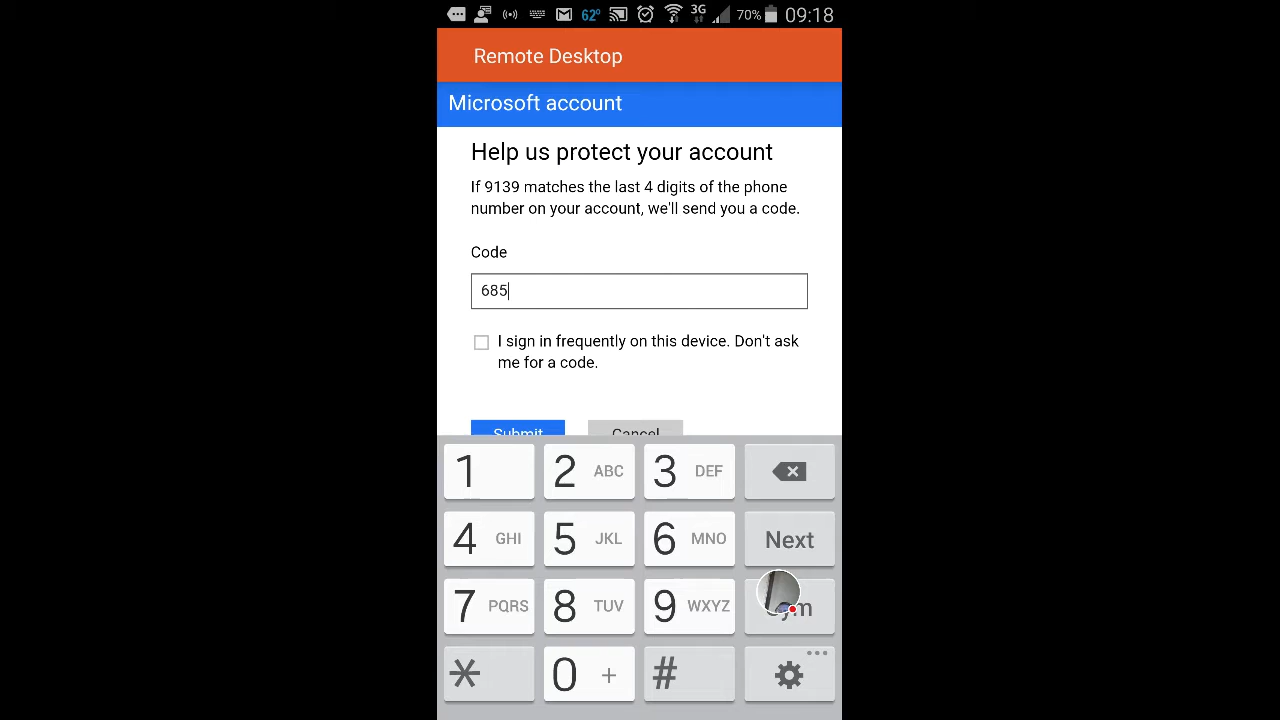 62° 3G 70% 09:18
Remote Desktop
Microsoft account
Help us protect your account
If 9139 matches the last 4 digits of the phone
number on your account, we'll send you a code.
Code
685
I sign in frequently on this device. Don't ask
me for a code.
Submit Cancel
1 2 ABC 3 DEF
4 GHI 5 JKL 6 MNO Next
7 PQRS 8 TUV 9 WXYZ
* 0 + #